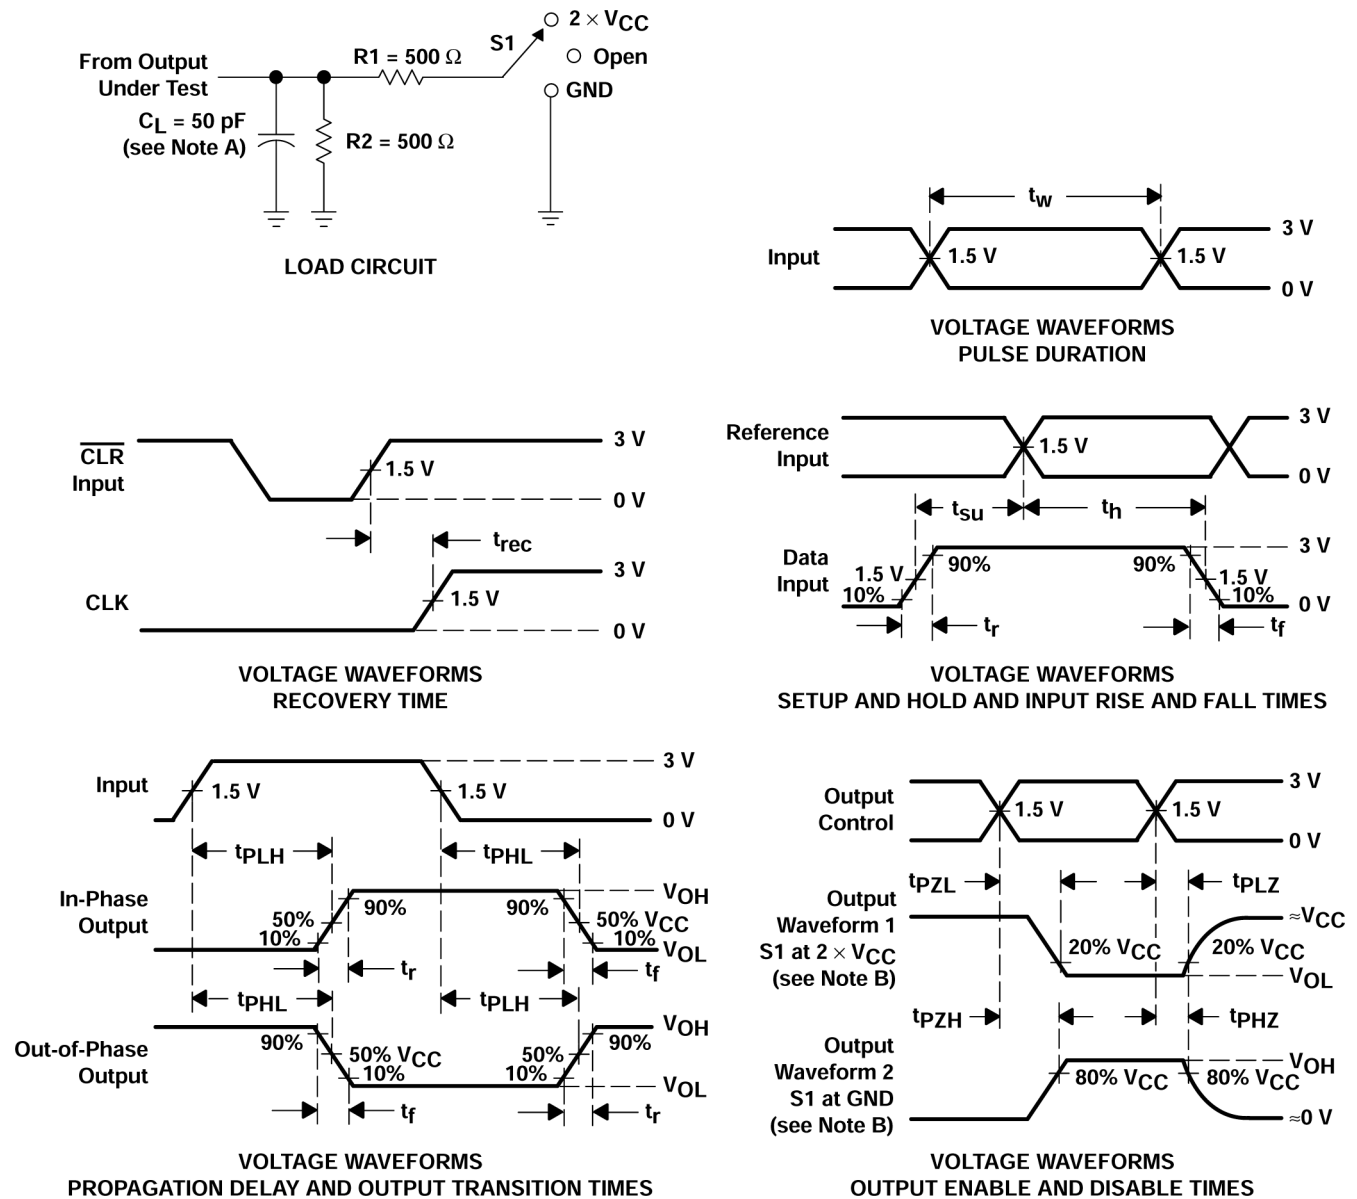 2 × VCC
S1
Open
GND
From Output
Under Test
R1 = 500 Ω
CL = 50 pF
(see Note A)
R2 = 500 Ω
LOAD CIRCUIT
tw
Input
1.5 V
1.5 V
3 V
0 V
VOLTAGE WAVEFORMS
PULSE DURATION
CLR
Input
1.5 V
3 V
0 V
trec
CLK
1.5 V
3 V
0 V
VOLTAGE WAVEFORMS
RECOVERY TIME
Reference
Input
1.5 V
3 V
0 V
tsu
th
Data
Input
1.5 V
10%
90%
90%
1.5 V
10%
3 V
0 V
tr
tf
VOLTAGE WAVEFORMS
SETUP AND HOLD AND INPUT RISE AND FALL TIMES
Input
1.5 V
1.5 V
3 V
0 V
tPLH
tPHL
In-Phase
Output
50%
10%
90%
90%
50% VCC
10%
VOH
VOL
tr
tf
tPHL
tPLH
Out-of-Phase
Output
90%
50% VCC
10%
50%
10%
90%
VOH
VOL
tf
tr
VOLTAGE WAVEFORMS
PROPAGATION DELAY AND OUTPUT TRANSITION TIMES
Output
Control
1.5 V
1.5 V
3 V
0 V
tPZL
tPLZ
Output
Waveform 1
S1 at 2 × VCC
(see Note B)
20% VCC
20% VCC
≈VCC
VOL
tPZH
tPHZ
Output
Waveform 2
S1 at GND
(see Note B)
80% VCC
80% VCC
VOH
≈0 V
VOLTAGE WAVEFORMS
OUTPUT ENABLE AND DISABLE TIMES